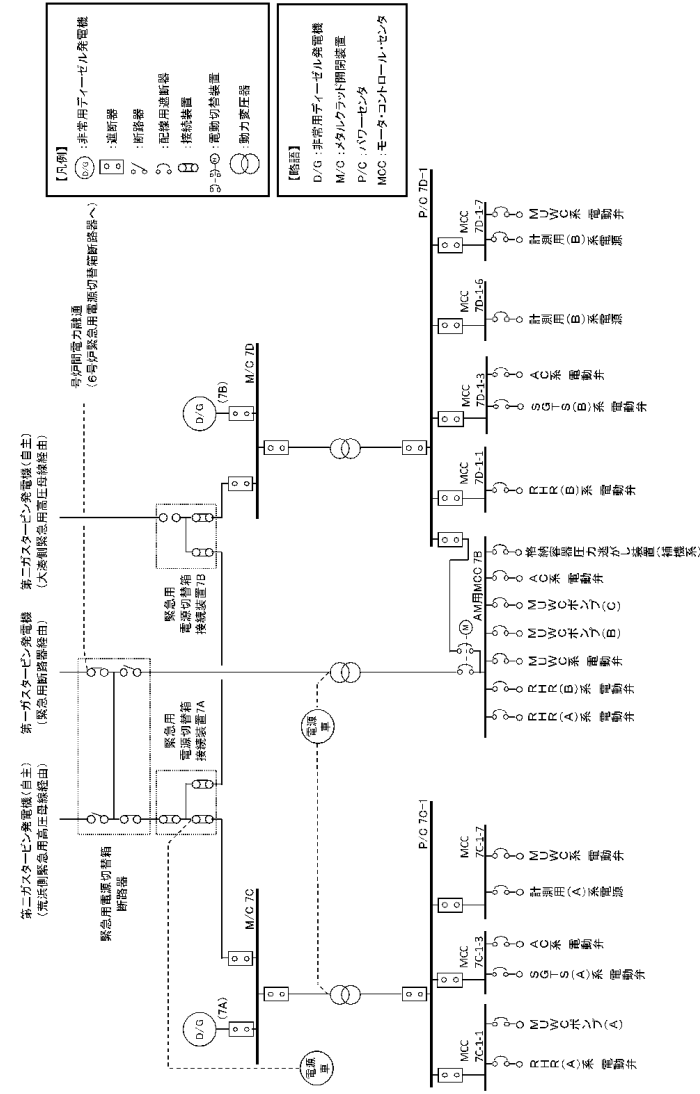 第二ガスタービン発電機(自主)
(荒浜側緊急用高圧母線経由)
第一ガスタービン発電機
(緊急用断路器経由)
第二ガスタービン発電機(自主)
(大湊側緊急用高圧母線経由)
号炉間電力融通
(6号炉緊急用電源切替箱断路器へ)
緊急用電源切替箱
断路器
緊急用
電源切替箱
接続装置7A
緊急用
電源切替箱
接続装置7B
D/G
(7A)
M/C 7C
D/G
(7B)
M/C 7D
電源
車
電源
車
P/C 7C-1
MCC
7C-1-1
RHR(A)系 電動弁
MUWCポンプ(A)
MCC
7C-1-3
SGTS(A)系 電動弁
AC系 電動弁
MCC
7C-1-7
計測用(A)系電源
MUWC系 電動弁
AM用MCC 7B
M
RHR(A)系 電動弁
RHR(B)系 電動弁
MUWC系 電動弁
MUWCポンプ(B)
MUWCポンプ(C)
AC系 電動弁
格納容器圧力逃がし装置(精機系)
P/C 7D-1
MCC
7D-1-1
RHR(B)系 電動弁
MCC
7D-1-3
SGTS(B)系 電動弁
AC系 電動弁
MCC
7D-1-6
計測用(B)系電源
MCC
7D-1-7
計測用(B)系電源
MUWC系 電動弁
【凡例】
D/G :非常用ディーゼル発電機
:遮断器
:断路器
:配線用遮断器
:接続装置
M :電動切替装置
:動力変圧器
【略語】
D/G :非常用ディーゼル発電機
M/C :メタルクラッド開閉装置
P/C :パワーセンタ
MCC :モータ・コントロール・センタ